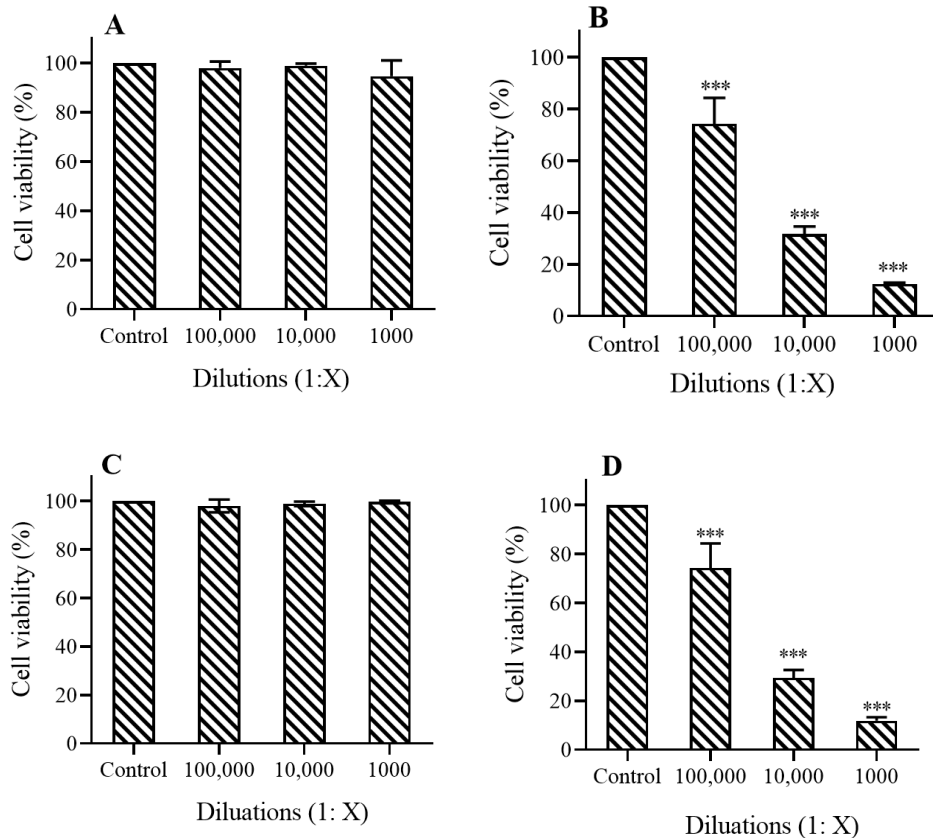 A
Cell viability (%)
100
80
60
40
20
0
Control 100,000 10,000 1000
Dilutions (1:X)
B
Cell viability (%)
100
80
60
40
20
0
***
***
***
Control 100,000 10,000 1000
Dilutions (1:X)
C
Cell viability (%)
100
80
60
40
20
0
Control 100,000 10,000 1000
Diluations (1: X)
D
Cell viability (%)
100
80
60
40
20
0
***
***
***
Control 100,000 10,000 1000
Diluations (1: X)